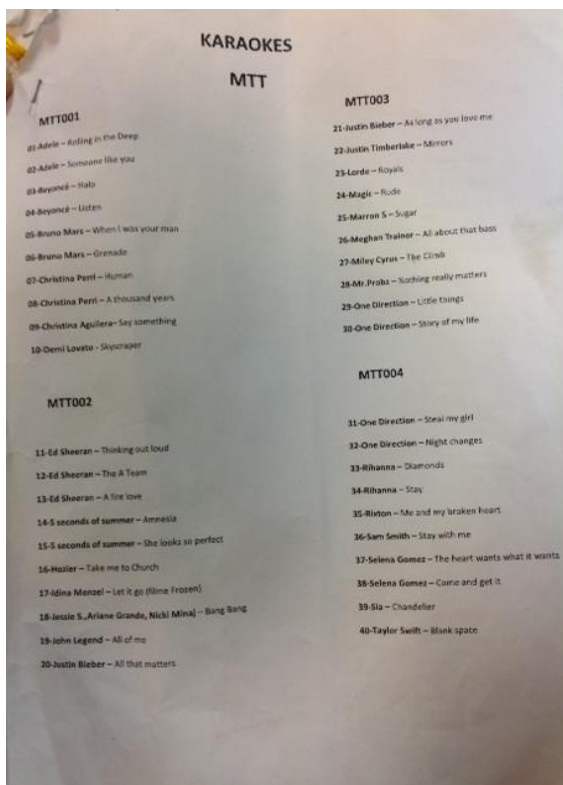 KARAOKES
MTT
MTT001
01-Adele – Rolling in the Deep
02-Adele – Someone like you
03-Beyoncé – Halo
04-Beyoncé – Listen
05-Bruno Mars – When I was your man
06-Bruno Mars – Grenade
07-Christina Perri – Human
08-Christina Perri – A thousand years
09-Christina Aguilera– Say something
10-Demi Lovato - Skyscraper
MTT002
11-Ed Sheeran – Thinking out loud
12-Ed Sheeran – The A Team
13-Ed Sheeran – A fire love
14-5 seconds of summer – Amnesia
15-5 seconds of summer – She looks so perfect
16-Hozier – Take me to Church
17-Idina Menzel – Let it go (filme Frozen)
18-Jessie S.,Ariane Grande, Nicki Minaj – Bang Bang
19-John Legend – All of me
20-Justin Bieber – All that matters
MTT003
21-Justin Bieber – As long as you love me
22-Justin Timberlake – Mirrors
23-Lorde – Royals
24-Magic – Rude
25-Marron 5 – Sugar
26-Meghan Trainor – All about that bass
27-Miley Cyrus – The Climb
28-Mr.Probz – Nothing really matters
29-One Direction – Little things
30-One Direction – Story of my life
MTT004
31-One Direction – Steal my girl
32-One Direction – Night changes
33-Rihanna – Diamonds
34-Rihanna – Stay
35-Rixton – Me and my broken heart
36-Sam Smith – Stay with me
37-Selena Gomez – The heart wants what it wants
38-Selena Gomez – Come and get it
39-Sia – Chandelier
40-Taylor Swift – Blank space